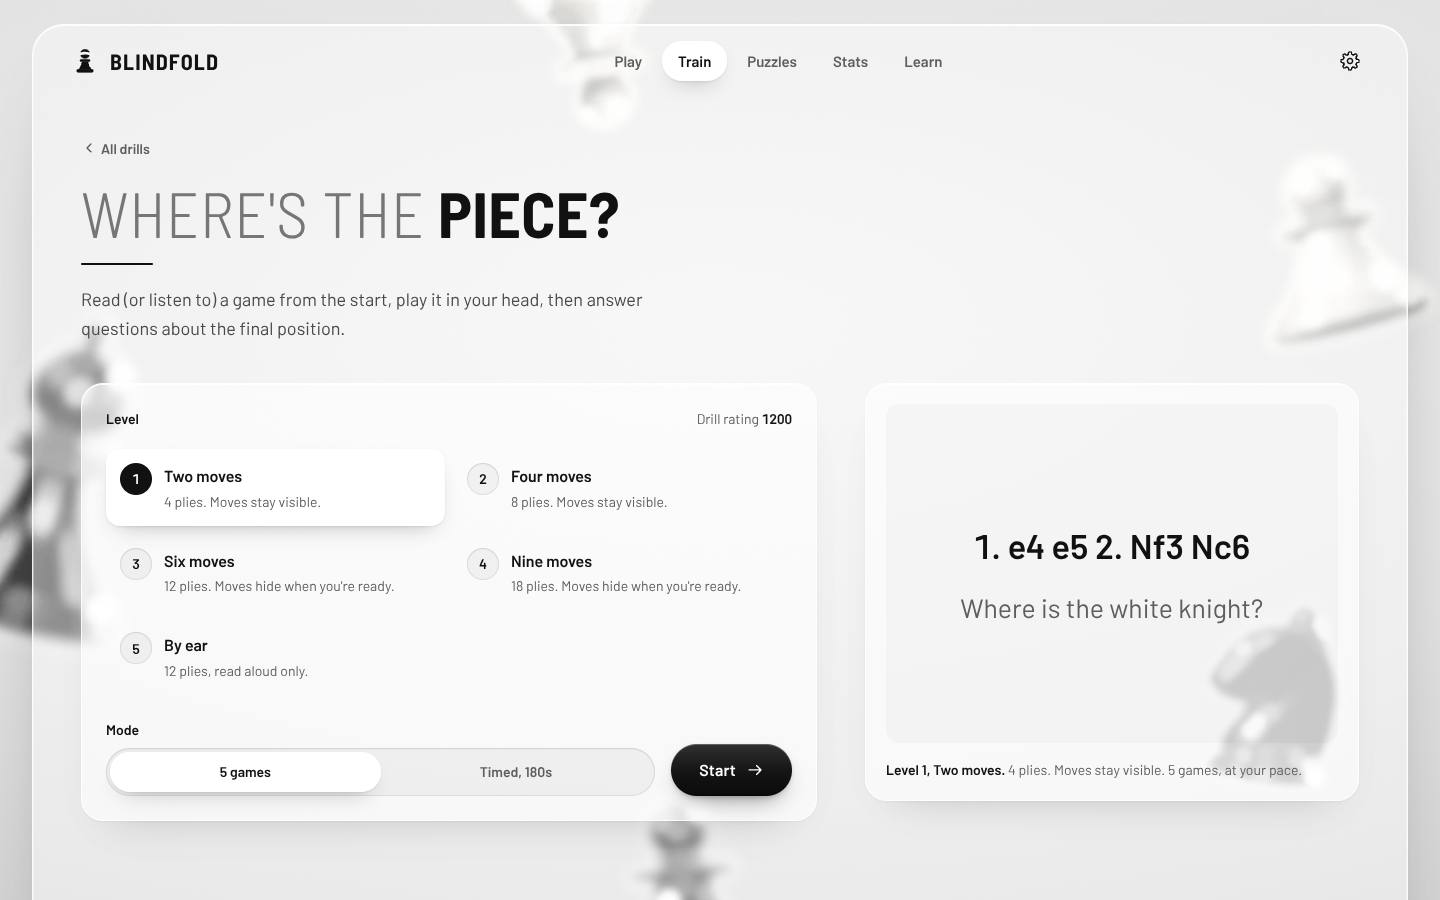 BLINDFOLD
Play
Train
Puzzles
Stats
Learn
All drills
WHERE'S THE PIECE?
Read (or listen to) a game from the start, play it in your head, then answer
questions about the final position.
Level
Drill rating 1200
1
Two moves
4 plies. Moves stay visible.
2
Four moves
8 plies. Moves stay visible.
3
Six moves
12 plies. Moves hide when you're ready.
4
Nine moves
18 plies. Moves hide when you're ready.
5
By ear
12 plies, read aloud only.
Mode
5 games
Timed, 180s
Start
1. e4 e5 2. Nf3 Nc6
Where is the white knight?
Level 1, Two moves. 4 plies. Moves stay visible. 5 games, at your pace.